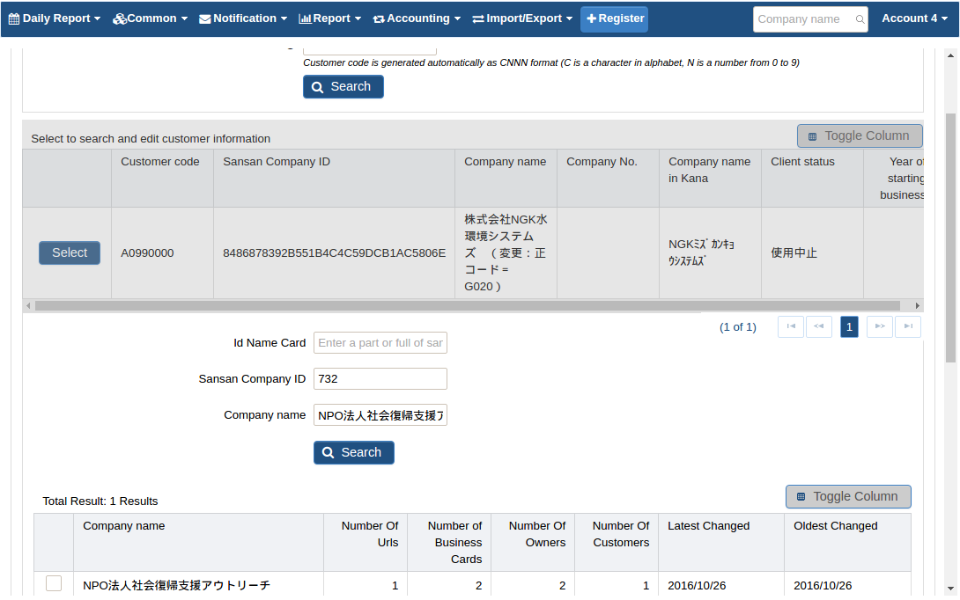 Daily Report Common Notification Report Accounting Import/Export Register Company name Account 4
Customer code is generated automatically as CNNN format (C is a character in alphabet, N is a number from 0 to 9)
Search
Select to search and edit customer information Toggle Column
Customer code Sansan Company ID Company name Company No. Company name in Kana Client status Year of starting business
Select A0990000 8486878392B551B4C4C59DCB1AC5806E 株式会社NGK水環境システムズ （変更：正コード＝G020） NGKﾐｽﾞｶﾝｷｮｳｼｽﾃﾑｽﾞ 使用中止
(1 of 1) 1
Id Name Card Enter a part or full of sar
Sansan Company ID 732
Company name NPO法人社会復帰支援ア
Search
Total Result: 1 Results Toggle Column
Company name Number Of Urls Number of Business Cards Number Of Owners Number Of Customers Latest Changed Oldest Changed
NPO法人社会復帰支援アウトリーチ 1 2 2 1 2016/10/26 2016/10/26